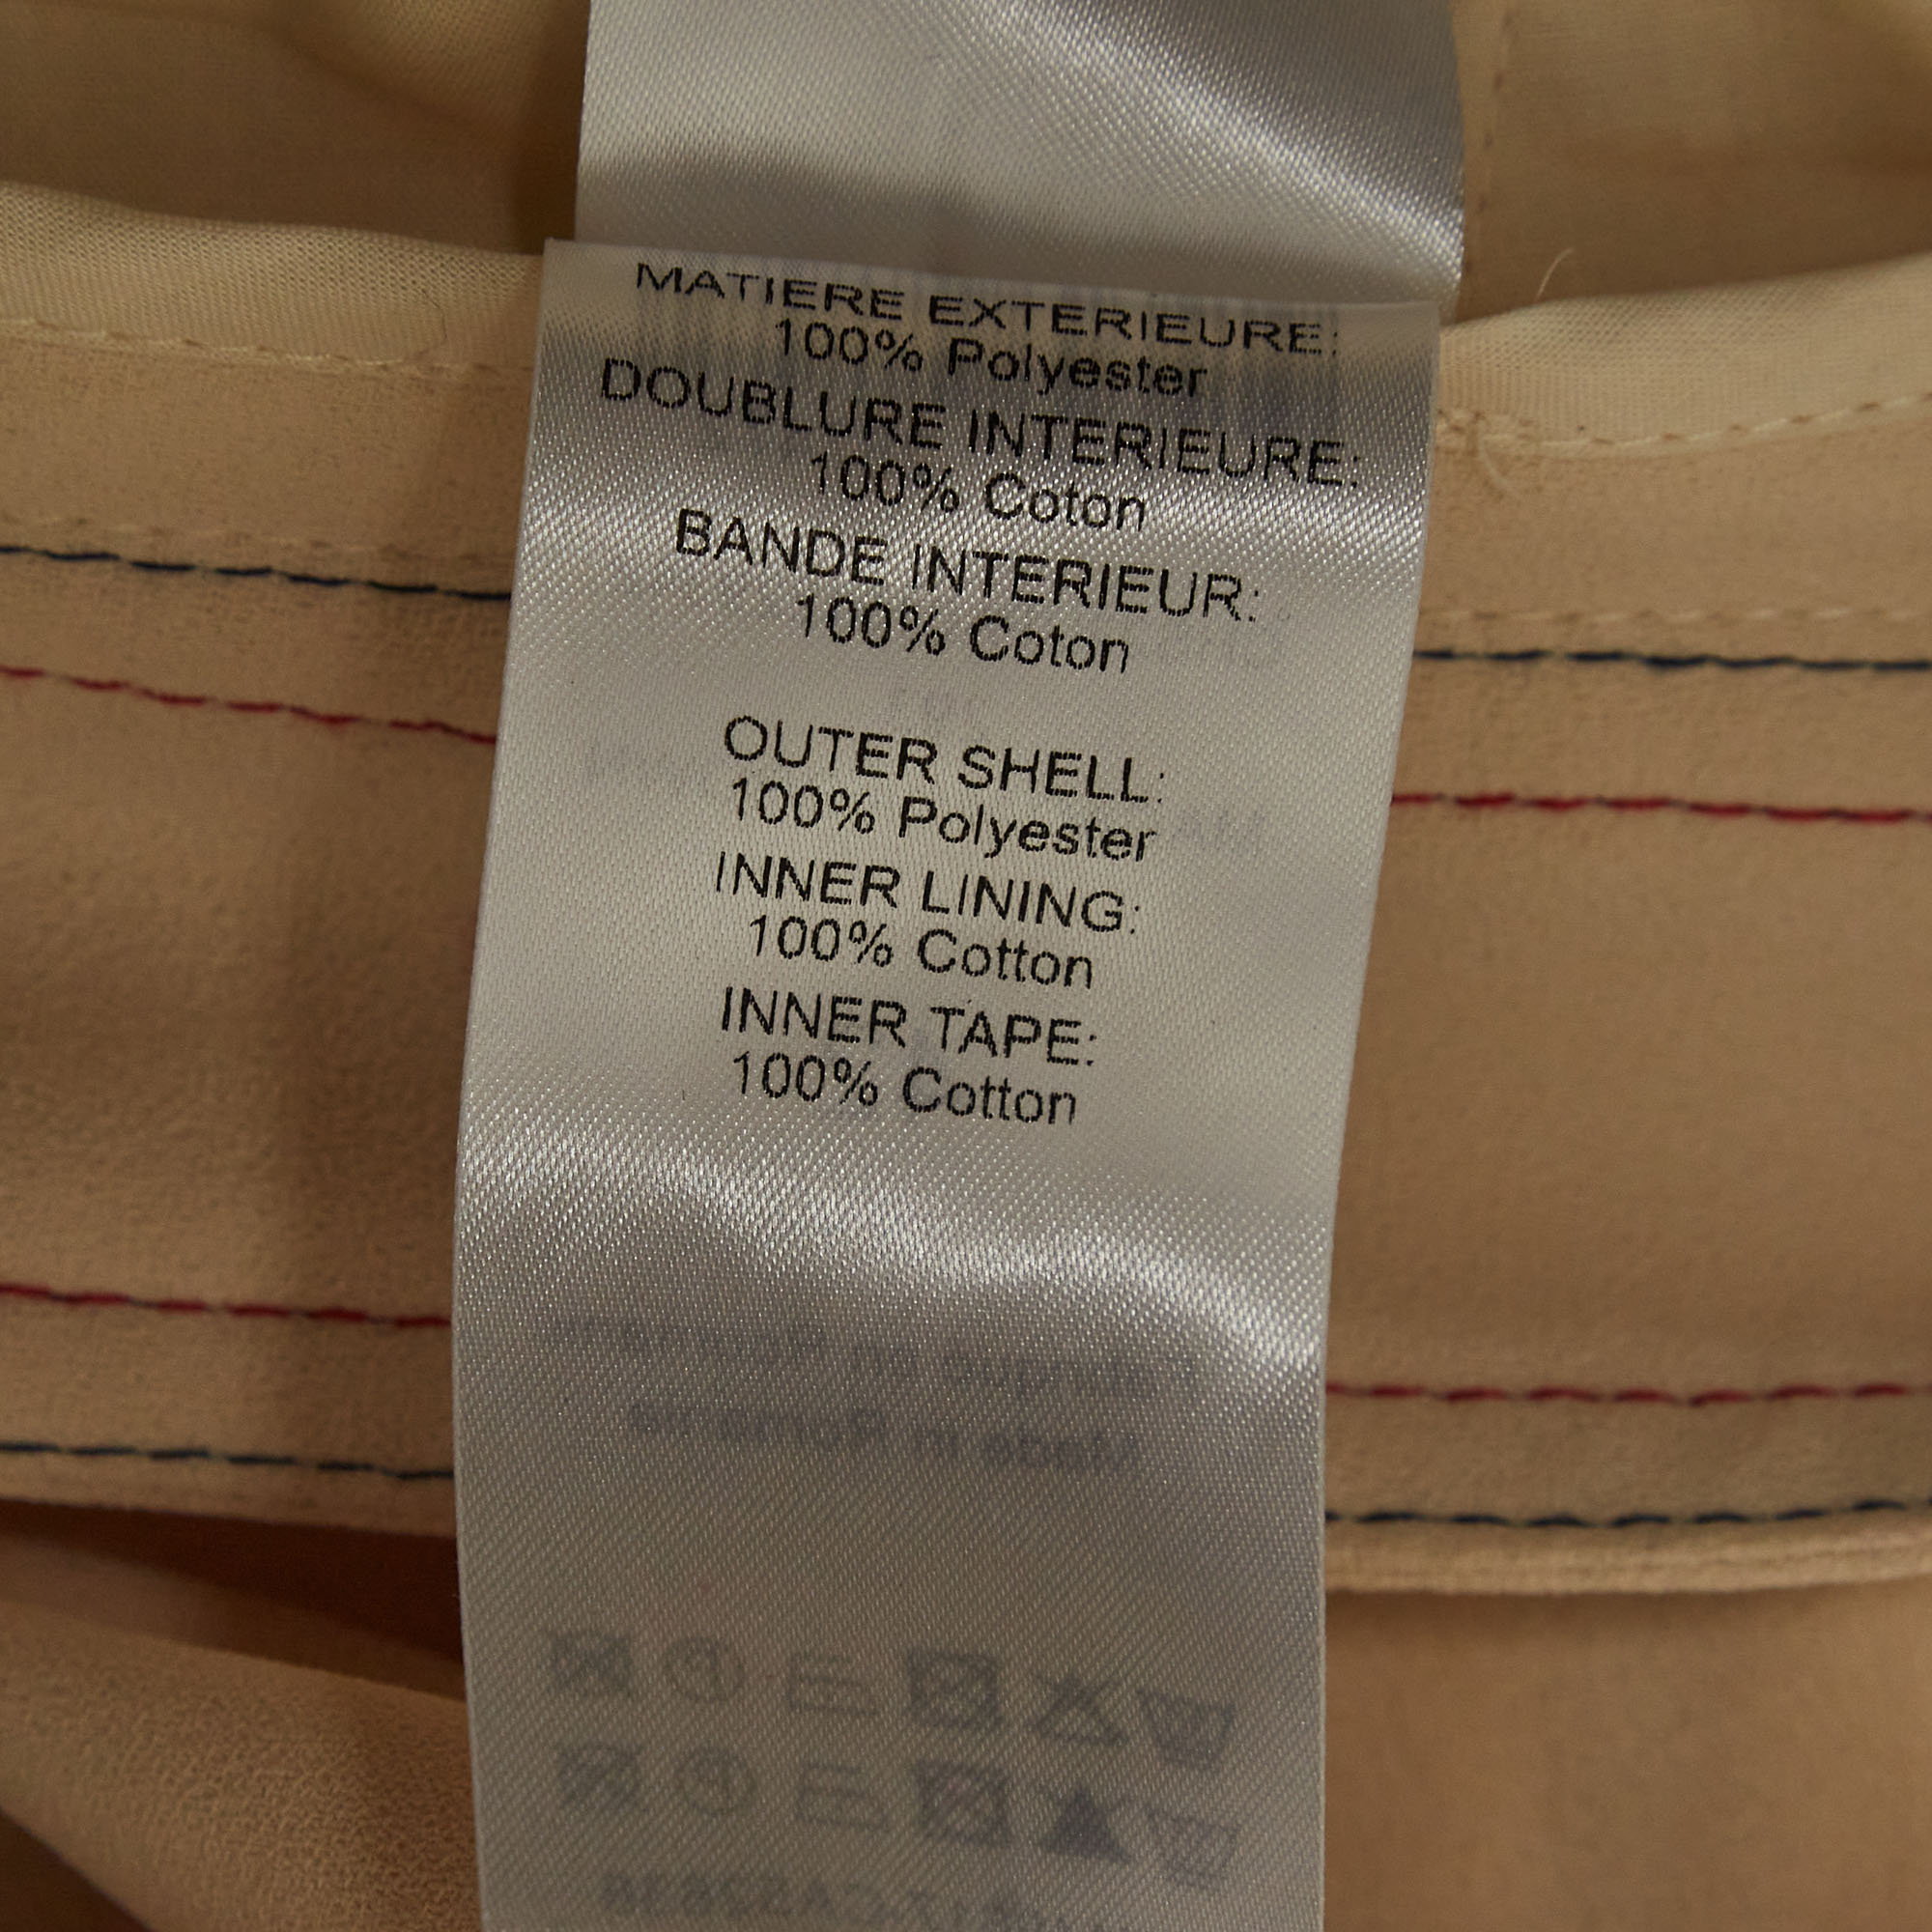 MATIERE EXTERIEURE:
100% Polyester
DOUBLURE INTERIEURE:
100% Coton
BANDE INTERIEUR:
100% Coton
OUTER SHELL:
100% Polyester
INNER LINING:
100% Cotton
INNER TAPE:
100% Cotton